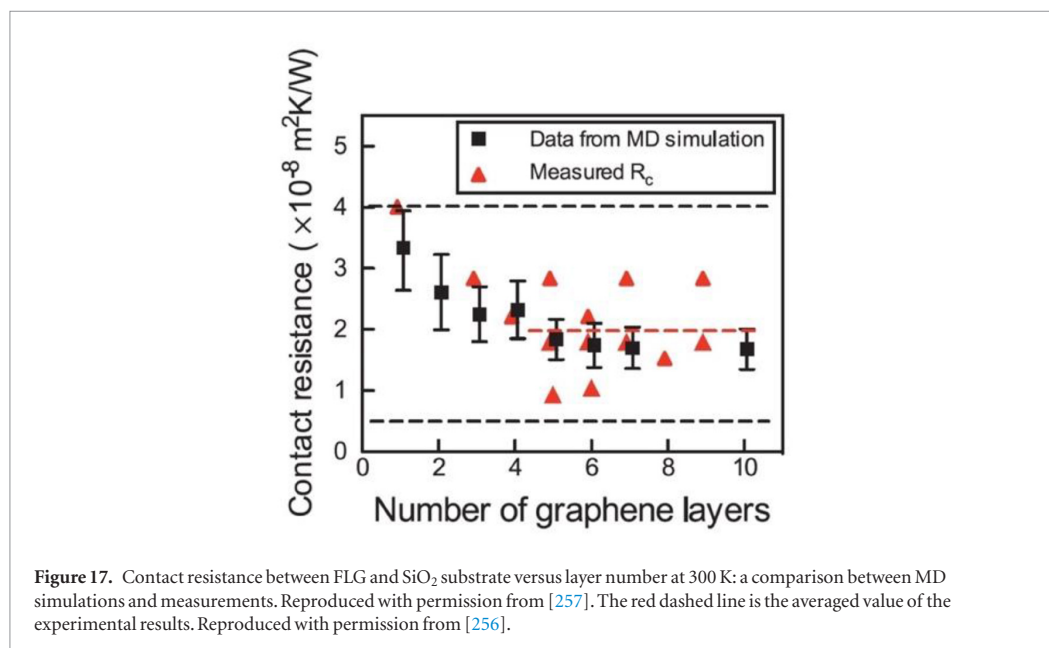 Contact resistance ( ×10⁻⁸ m²K/W)
5
4
3
2
1
0
Data from MD simulation
Measured R_c
0 2 4 6 8 10
Number of graphene layers
Figure 17. Contact resistance between FLG and SiO₂ substrate versus layer number at 300 K: a comparison between MD
simulations and measurements. Reproduced with permission from [257]. The red dashed line is the averaged value of the
experimental results. Reproduced with permission from [256].